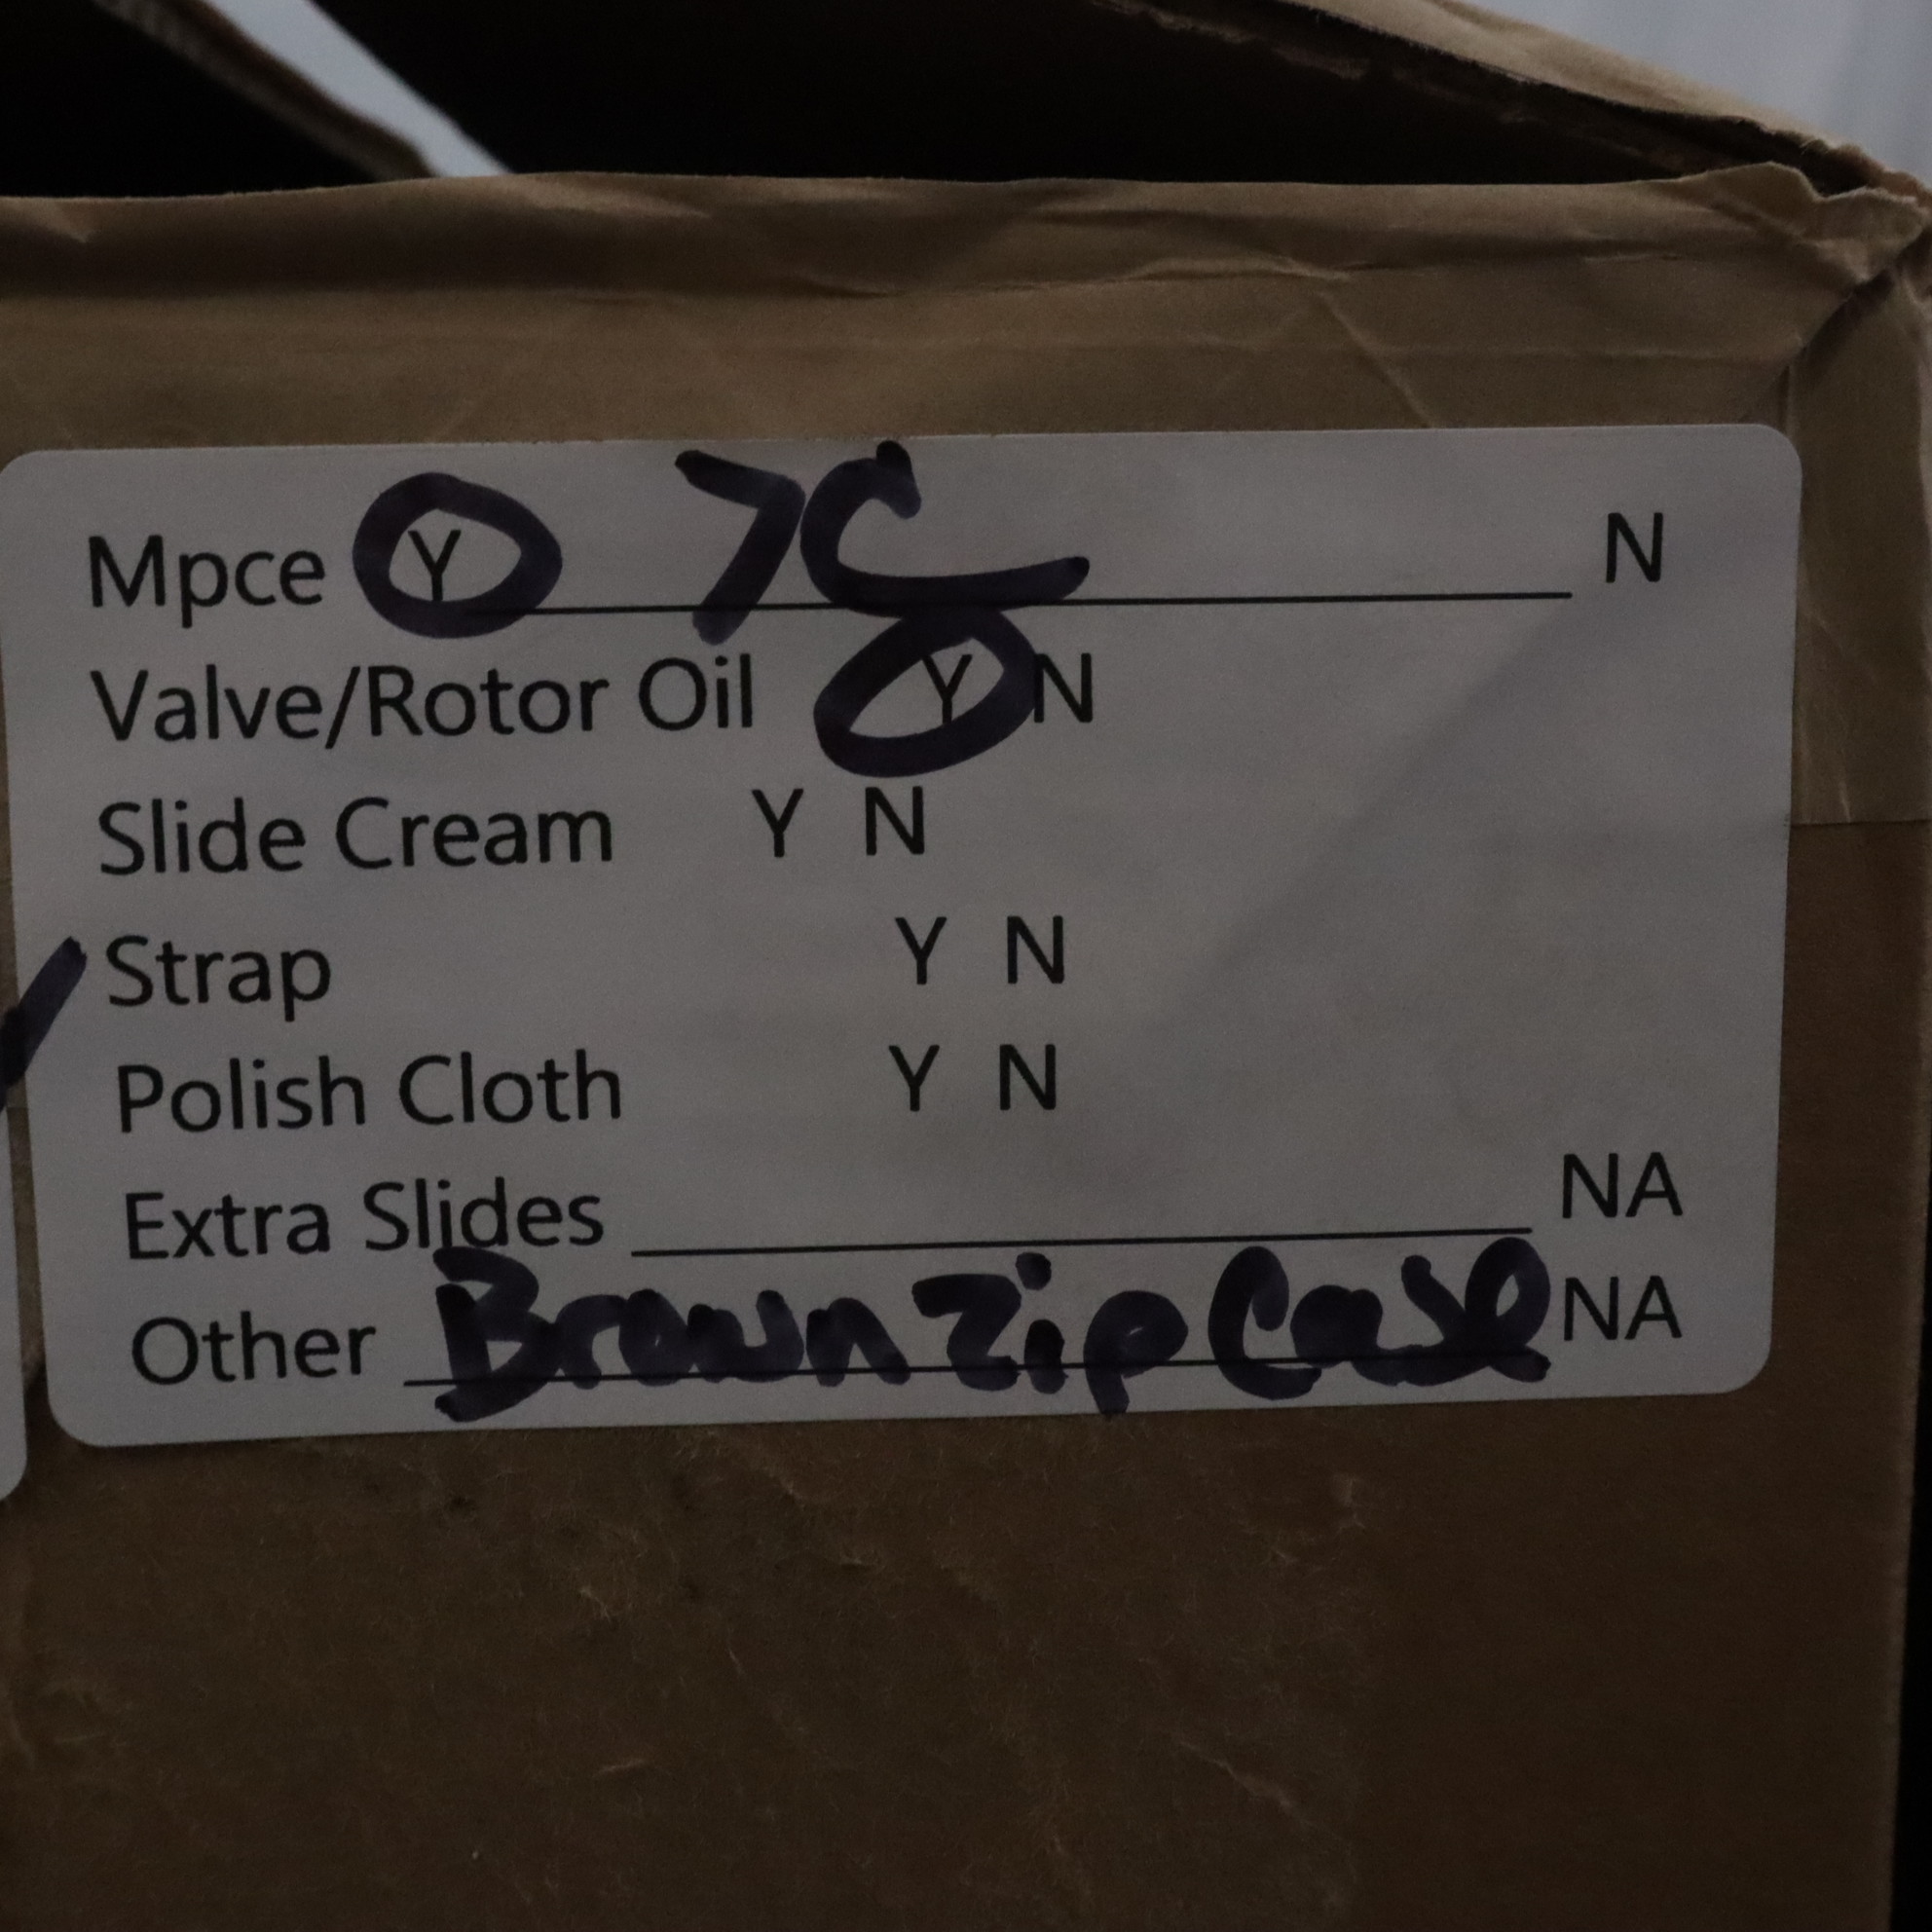 Mpce Y 7C N
Valve/Rotor Oil Y N
Slide Cream Y N
Strap Y N
Polish Cloth Y N
Extra Slides NA
Other Brown Zip Case NA